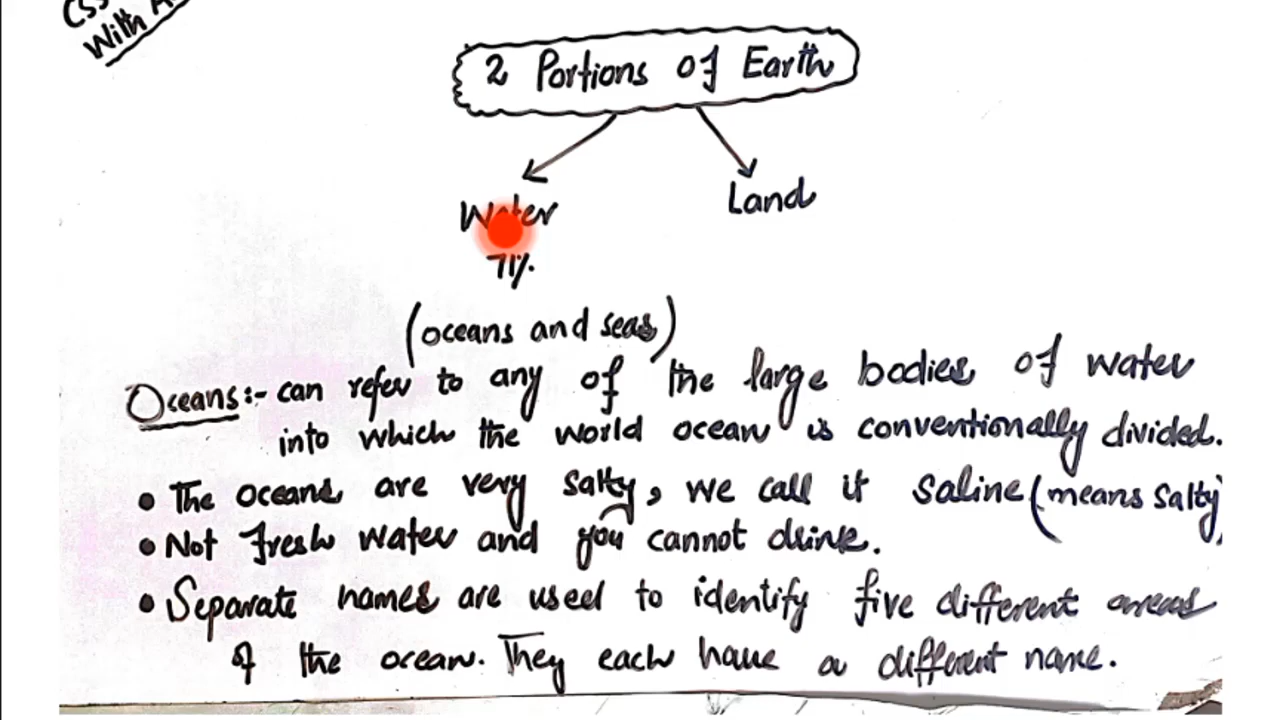 CSS
With A
2 Portions of Earth
Water
Land
71%
(oceans and seas)
Oceans:- can refer to any of the large bodies of water
into which the world ocean is conventionally divided.
• The oceans are very salty, we call it saline (means salty)
• Not fresh water and you cannot drink.
• Separate names are used to identify five different areas
of the ocean. They each have a different name.